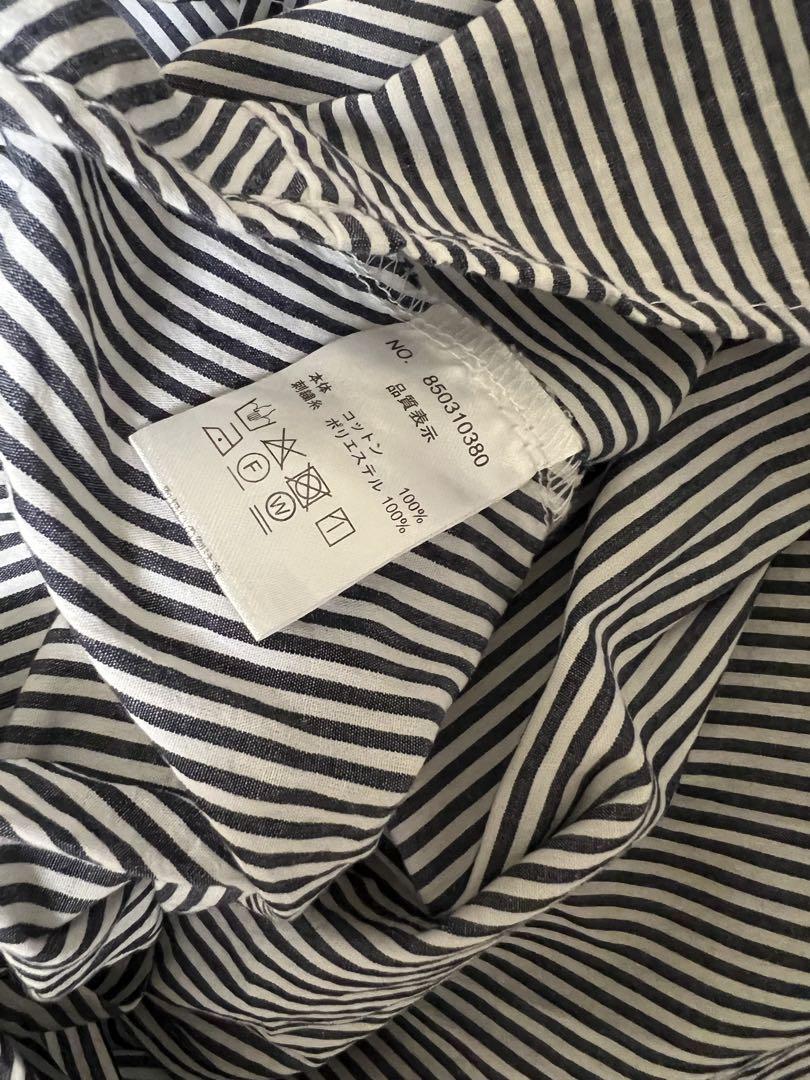 NO. 850310380
品質表示
本体 コットン 100%
刺繍糸 ポリエステル 100%
F
W